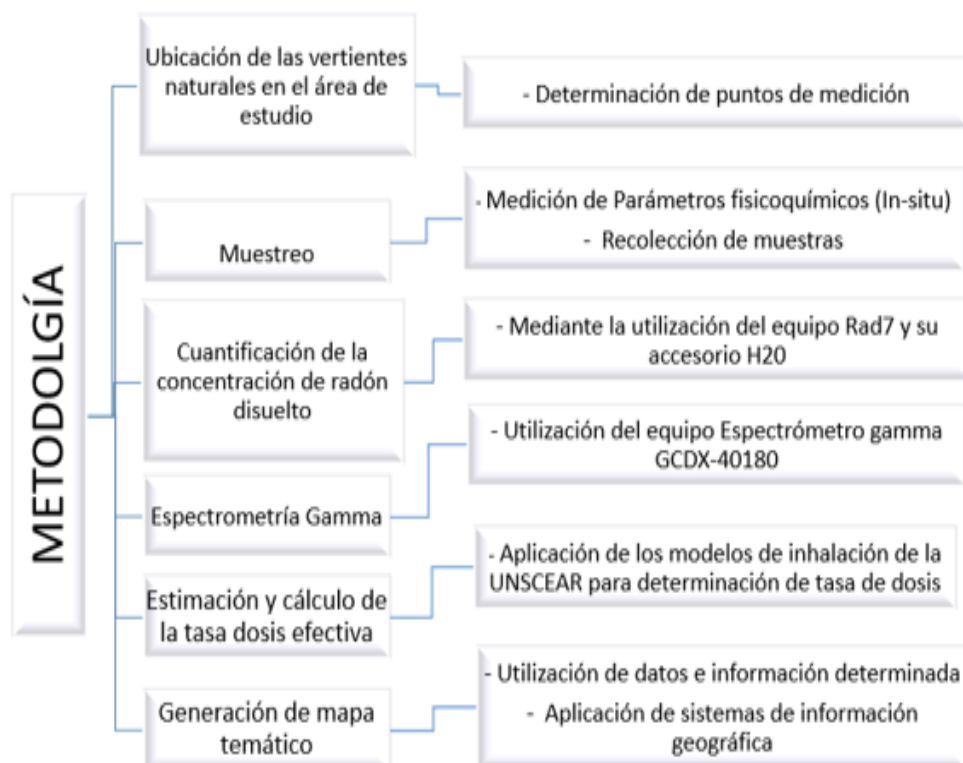 METODOLGÍA
Ubicación de las vertientes
naturales en el área de
estudio
- Determinación de puntos de medición
Muestreo
- Medición de Parámetros fisicoquímicos (In-situ)
- Recolección de muestras
Cuantificación de la
concentración de radón
disuelto
- Mediante la utilización del equipo Rad7 y su
accesorio H20
Espectrometría Gamma
- Utilización del equipo Espectrómetro gamma
GCDX-40180
Estimación y cálculo de
la tasa dosis efectiva
- Aplicación de los modelos de inhalación de la
UNSCEAR para determinación de tasa de dosis
Generación de mapa
temático
- Utilización de datos e información determinada
- Aplicación de sistemas de información
geográfica